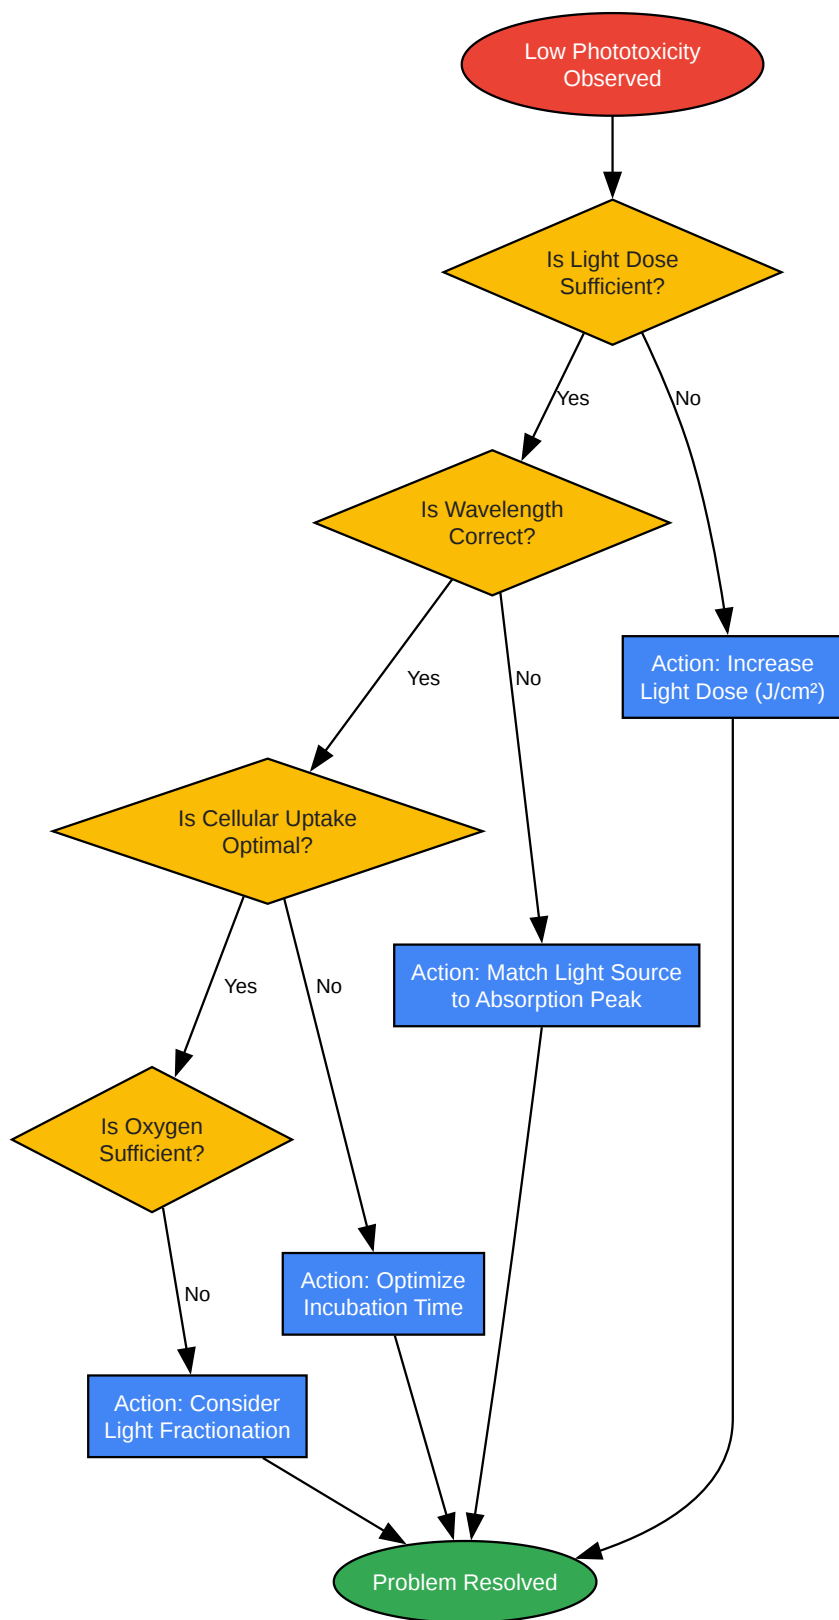 Low Phototoxicity
Observed
Is Light Dose
Sufficient?
Yes
No
Is Wavelength
Correct?
Action: Increase
Light Dose (J/cm²)
Yes
No
Is Cellular Uptake
Optimal?
Action: Match Light Source
to Absorption Peak
Yes
No
Is Oxygen
Sufficient?
Action: Optimize
Incubation Time
No
Action: Consider
Light Fractionation
Problem Resolved